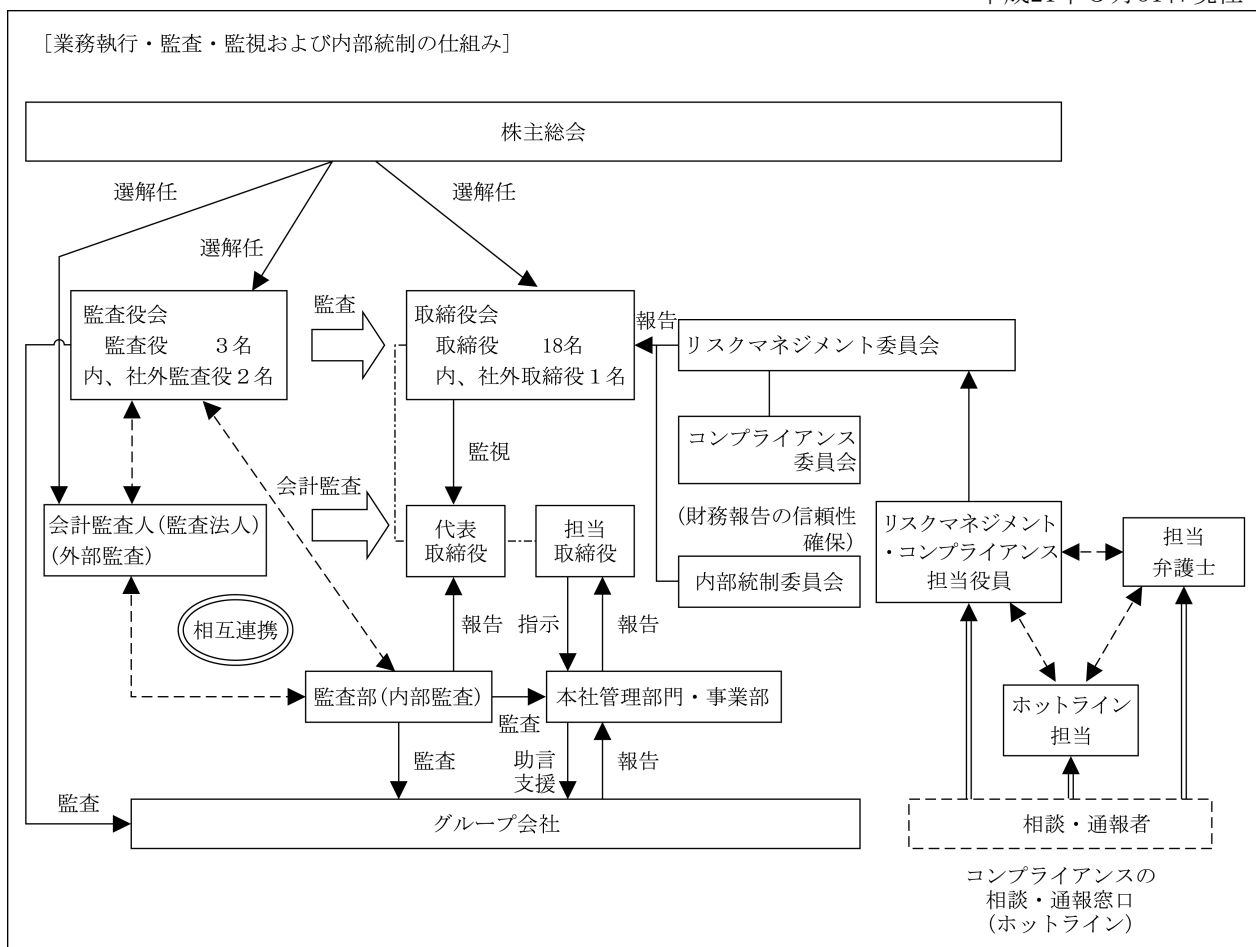 [業務執行・監査・監視および内部統制の仕組み]
株主総会
選解任
選解任
選解任
監査役会
監査役 3名
内、社外監査役2名
監査
取締役会
取締役 18名
内、社外取締役1名
報告
リスクマネジメント委員会
コンプライアンス
委員会
監視
会計監査
会計監査人(監査法人)
(外部監査)
代表
取締役
担当
取締役
(財務報告の信頼性
確保)
内部統制委員会
リスクマネジメント
・コンプライアンス
担当役員
担当
弁護士
相互連携
報告
指示
報告
監査部(内部監査)
監査
本社管理部門・事業部
ホットライン
担当
監査
助言
支援
報告
監査
グループ会社
相談・通報者
コンプライアンスの
相談・通報窓口
(ホットライン)